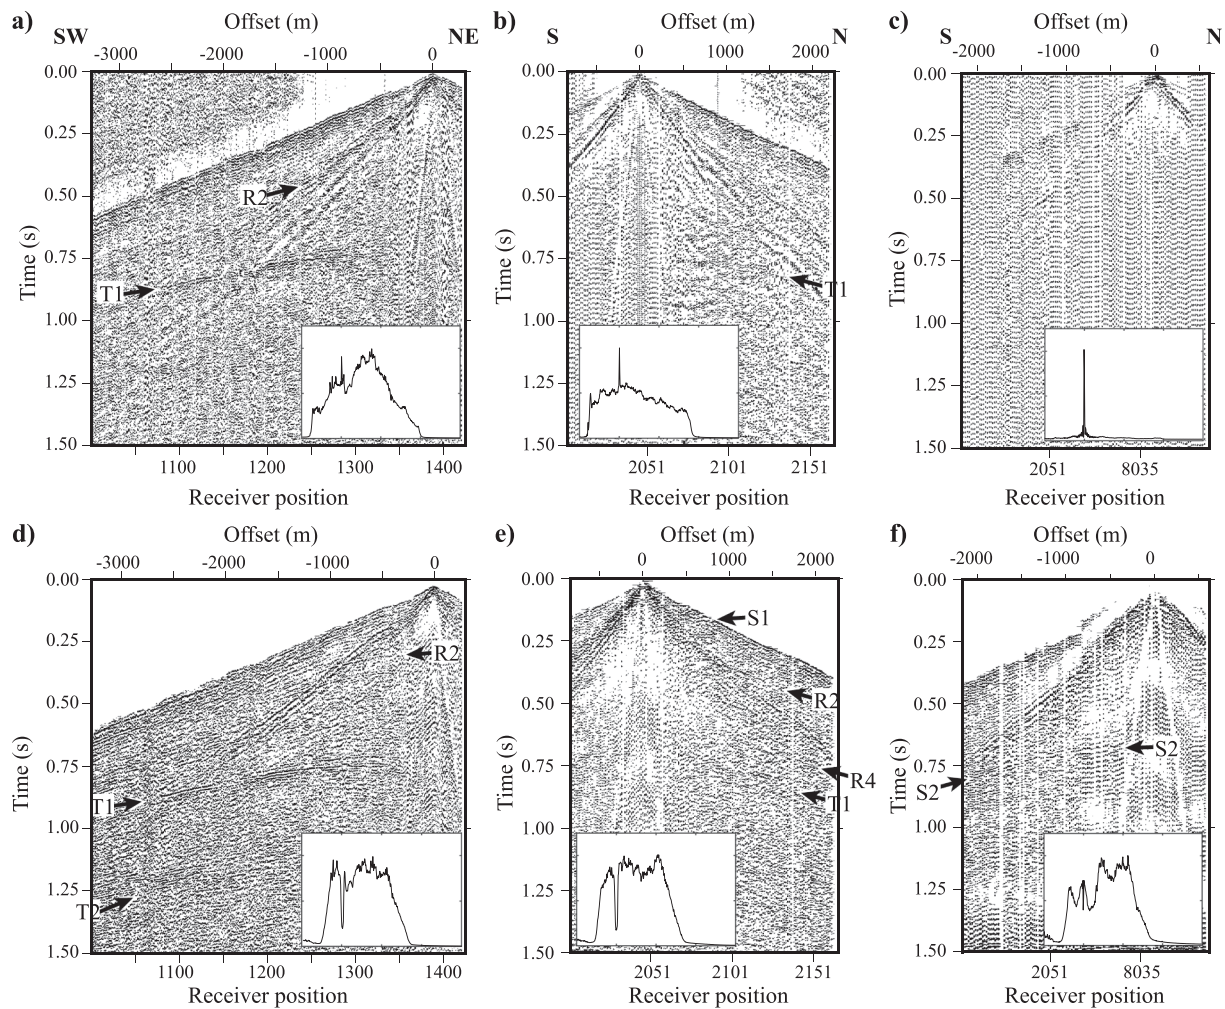 a)
Offset (m)
SW
NE
-3000 -2000 -1000 0
0.00
0.25
0.50
0.75
1.00
1.25
1.50
Time (s)
R2
T1
1100 1200 1300 1400
Receiver position
b)
Offset (m)
S
N
0 1000 2000
0.00
0.25
0.50
0.75
1.00
1.25
1.50
Time (s)
T1
2051 2101 2151
Receiver position
c)
Offset (m)
S
N
-2000 -1000 0
0.00
0.25
0.50
0.75
1.00
1.25
1.50
Time (s)
2051 8035
Receiver position
d)
Offset (m)
-3000 -2000 -1000 0
0.00
0.25
0.50
0.75
1.00
1.25
1.50
Time (s)
R2
T1
T2
1100 1200 1300 1400
Receiver position
e)
Offset (m)
0 1000 2000
0.00
0.25
0.50
0.75
1.00
1.25
1.50
Time (s)
S1
R2
R4
T1
2051 2101 2151
Receiver position
f)
Offset (m)
-2000 -1000 0
0.00
0.25
0.50
0.75
1.00
1.25
1.50
Time (s)
S2
S2
2051 8035
Receiver position